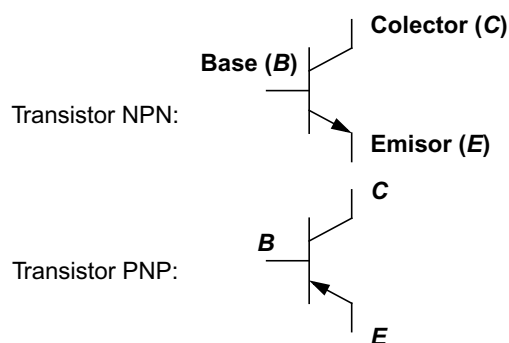 Colector (C)
Base (B)
Transistor NPN:
Emisor (E)
C
B
Transistor PNP:
E